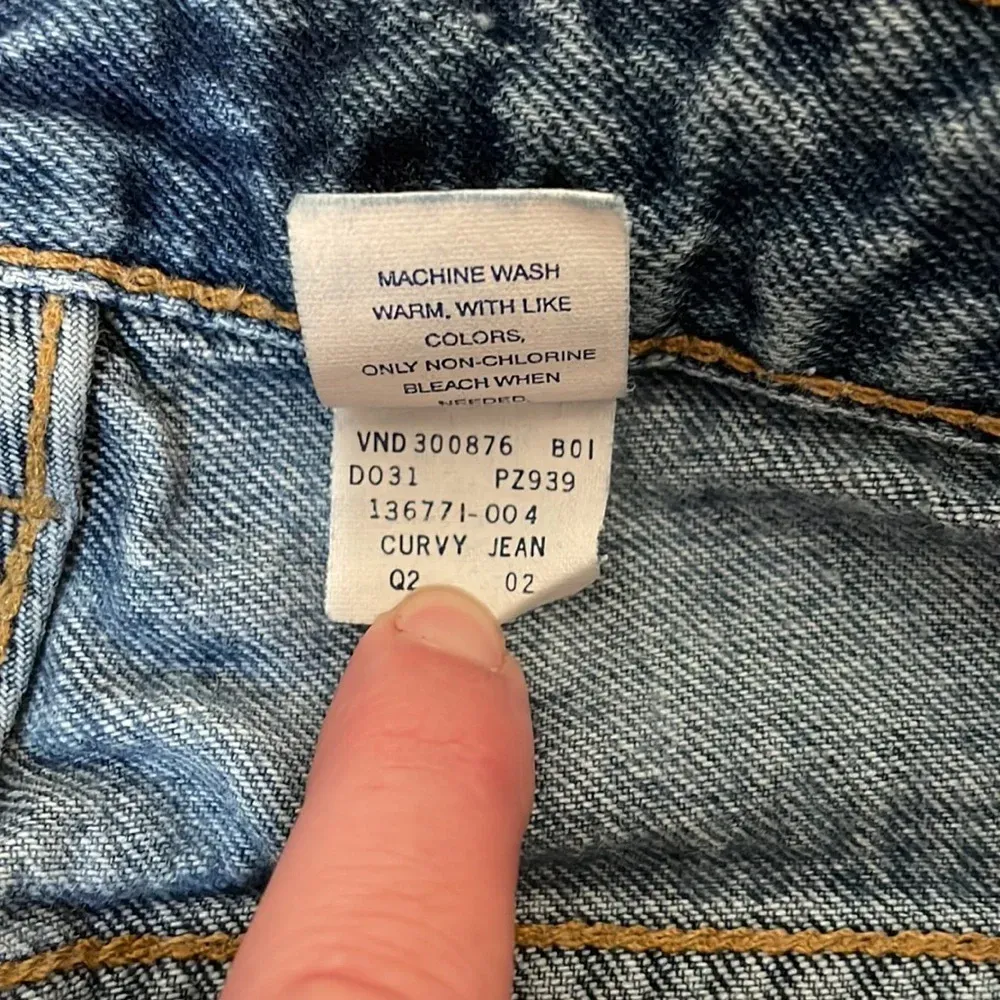 MACHINE WASH
WARM, WITH LIKE
COLORS,
ONLY NON-CHLORINE
BLEACH WHEN
NEEDED
VND 300876 B01
D031 PZ939
136771-004
CURVY JEAN
Q2 02